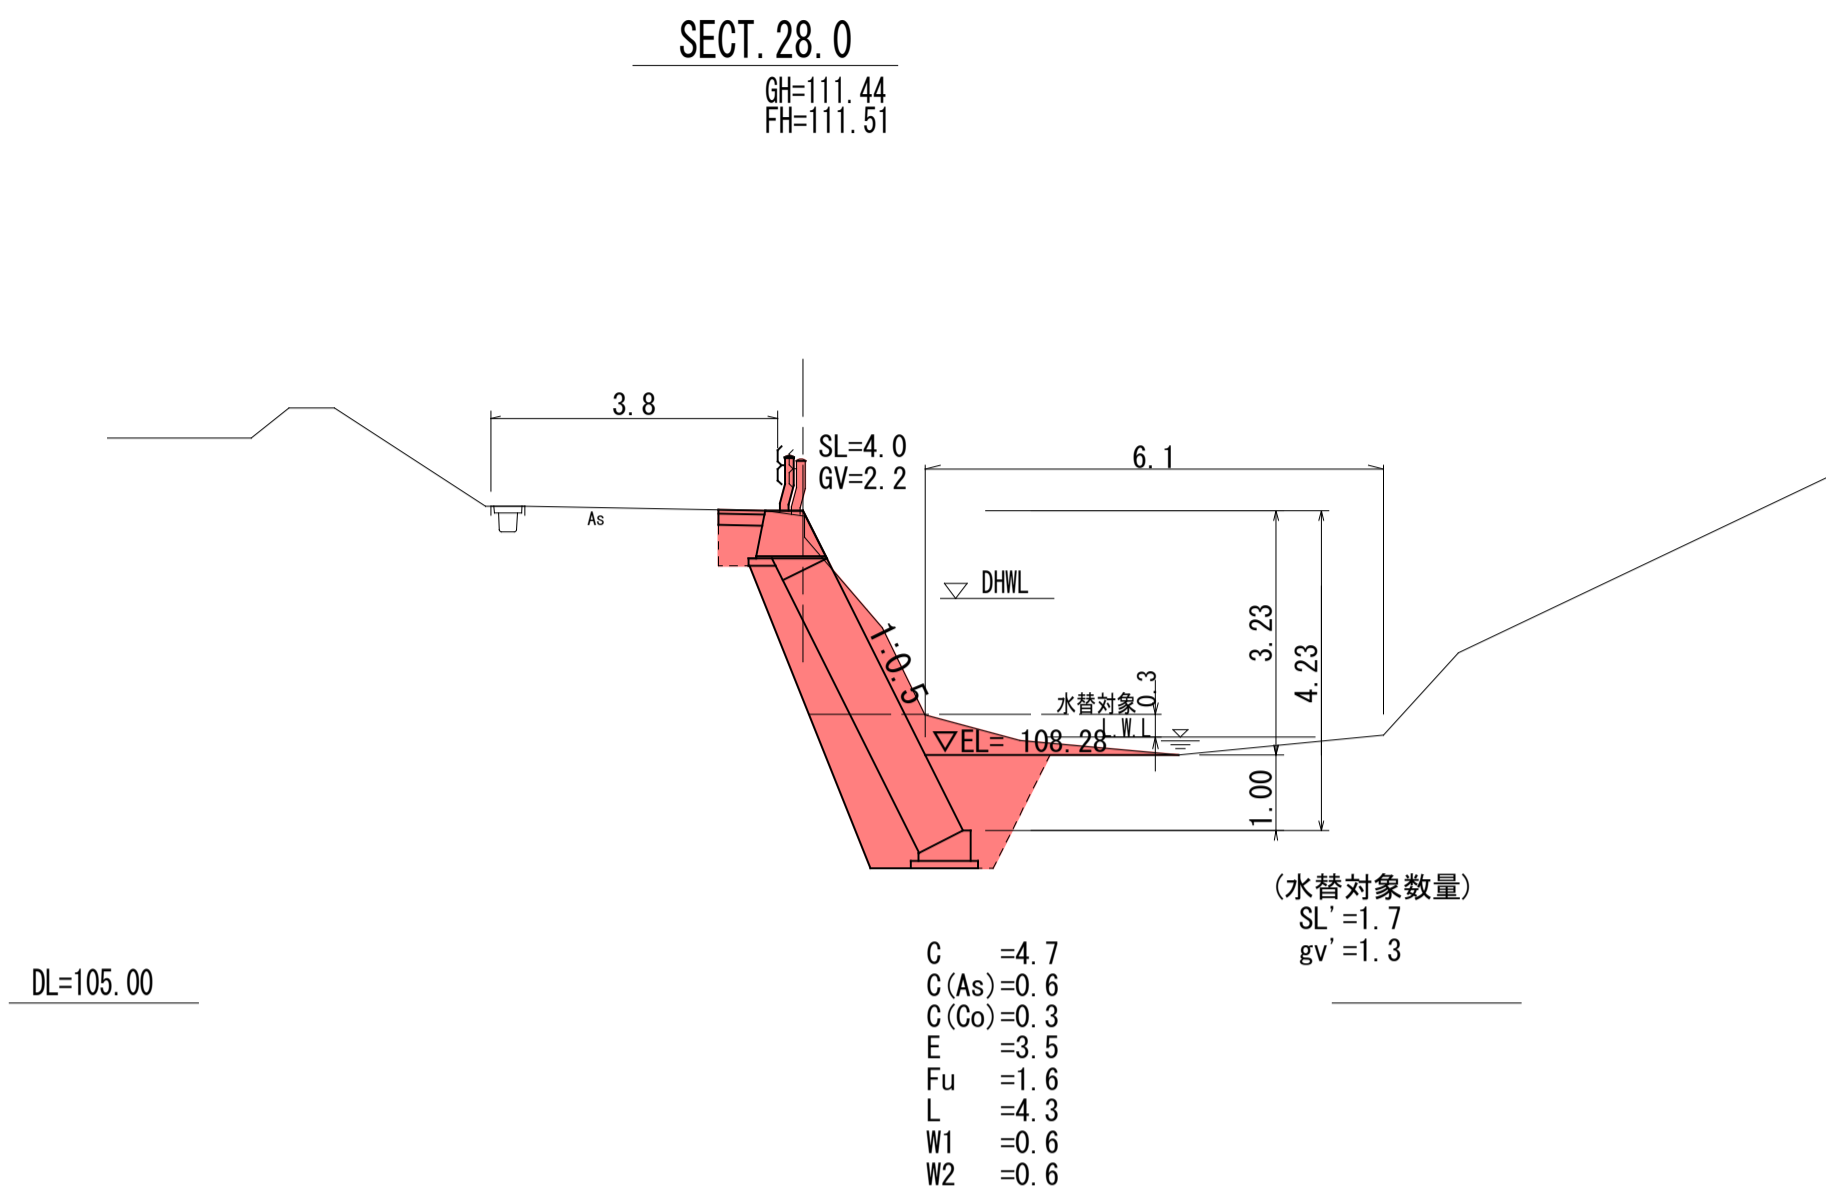 SECT. 28.0
GH=111.44
FH=111.51
3.8
SL=4.0
GV=2.2
6.1
As
DHWL
1:0.5
3.23
4.23
水替対象
0.3
L.W.L
▽EL= 108.28
1.00
(水替対象数量)
SL'=1.7
gv'=1.3
DL=105.00
C =4.7
C(As)=0.6
C(Co)=0.3
E =3.5
Fu =1.6
L =4.3
W1 =0.6
W2 =0.6